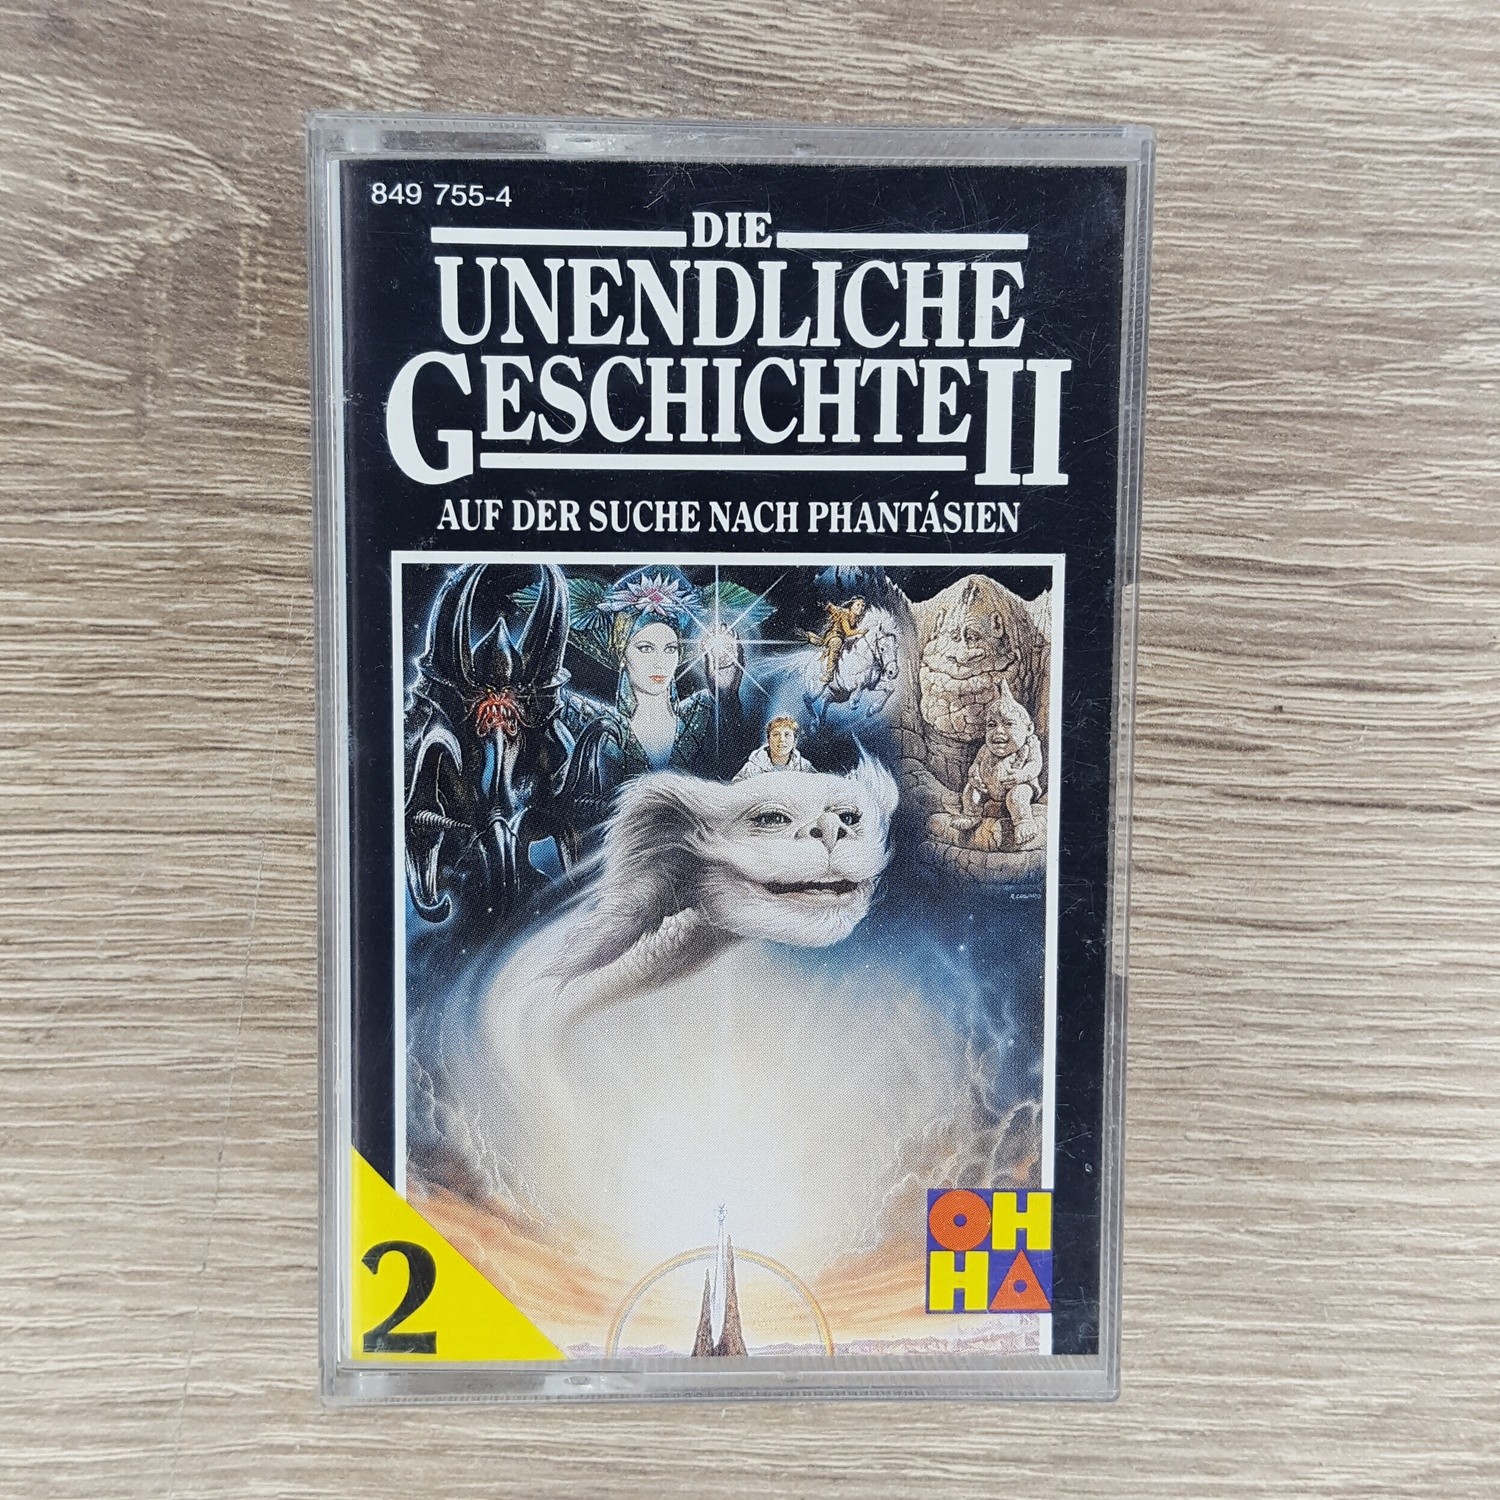 849 755-4
DIE
UNENDLICHE
GESCHICHTE II
AUF DER SUCHE NACH PHANTÁSIEN
OH
HA
2